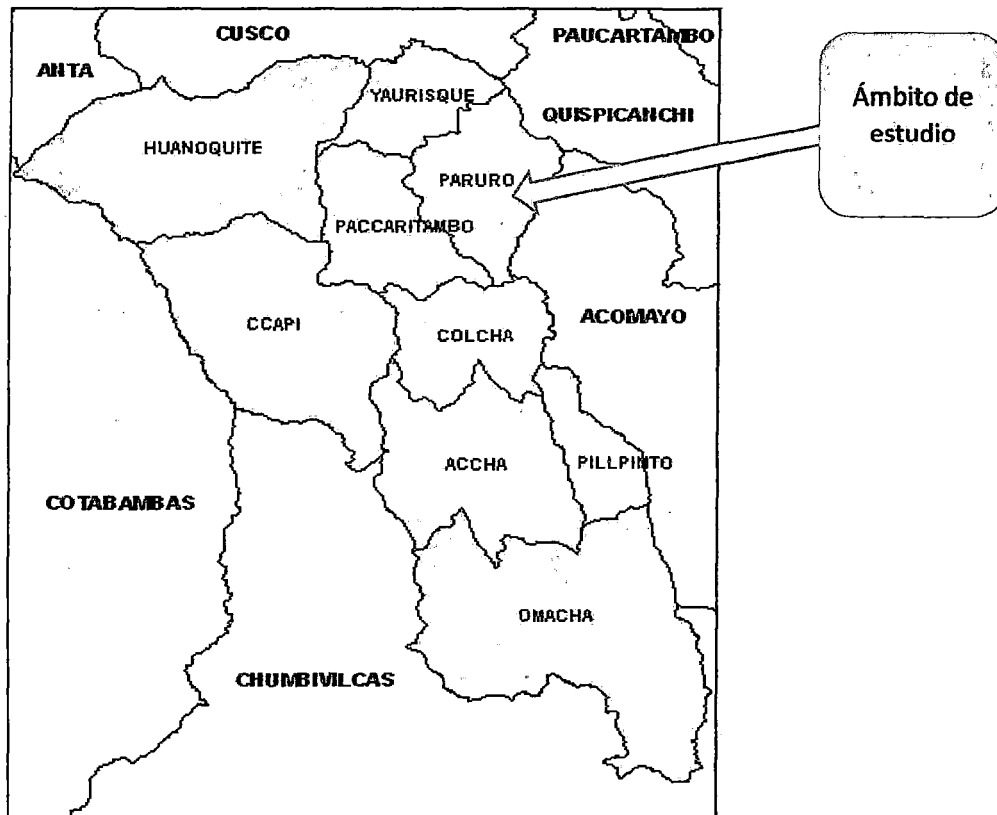 CUSCO
PAUCARTAMBO
ANTA
YAURISQUE
QUISPICANCHI
Ámbito de
estudio
HUANOQUITE
PARURO
PACCARITAMBO
CCAPI
COLCHA
ACOMAYO
ACCHA
PILLPINTO
COTABAMBAS
OMACHA
CHUMBIVILCAS